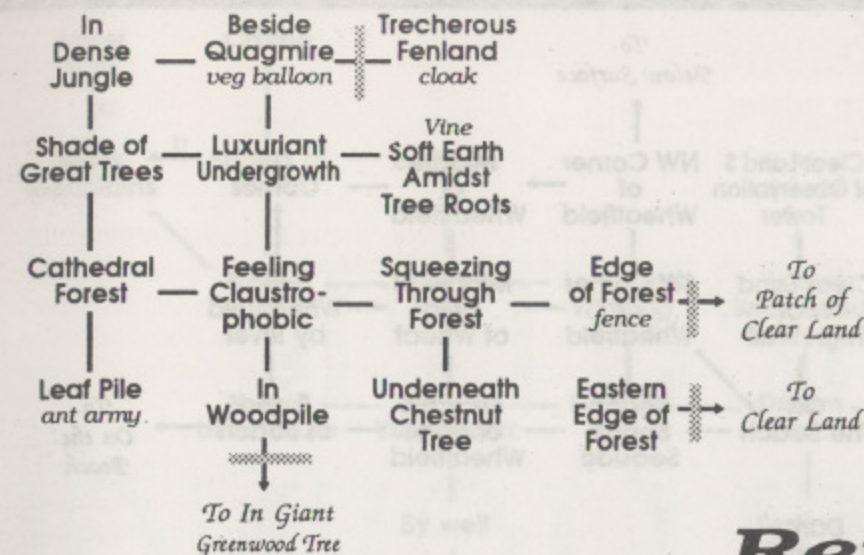 In
Dense
Jungle
Beside
Quagmire
veg balloon
Trecherous
Fenland
cloak
Shade of
Great Trees
Luxuriant
Undergrowth
Vine
Soft Earth
Amidst
Tree Roots
Cathedral
Forest
Feeling
Claustro-
phobic
Squeezing
Through
Forest
Edge
of Forest
fence
To
Patch of
Clear Land
Leaf Pile
ant army
In
Woodpile
Underneath
Chestnut
Tree
Eastern
Edge of
Forest
To
Clear Land
To In Giant
Greenwood Tree